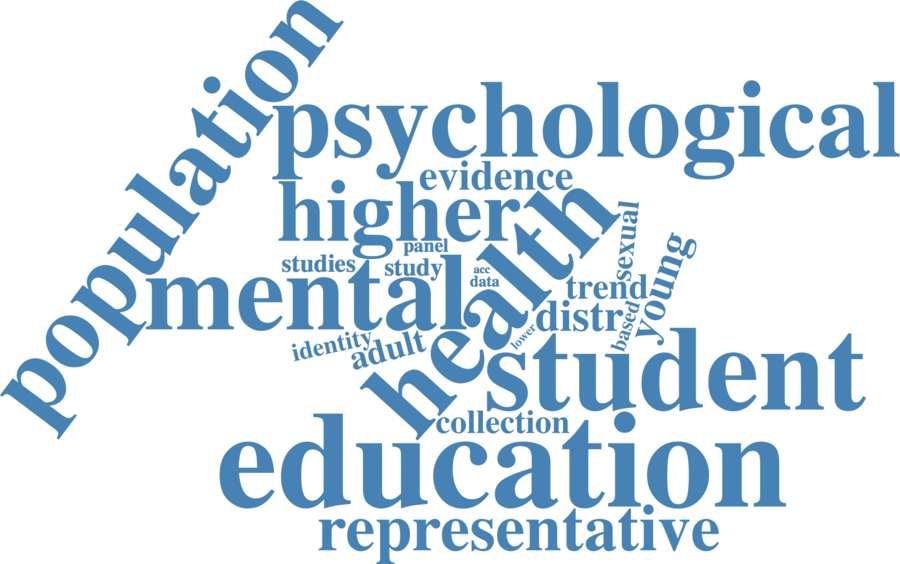 population
psychological
evidence
higher
health
sexual
young
panel
studies
study
acc
data
mental
trend
distr
based
lower
identity
adult
student
collection
education
representative